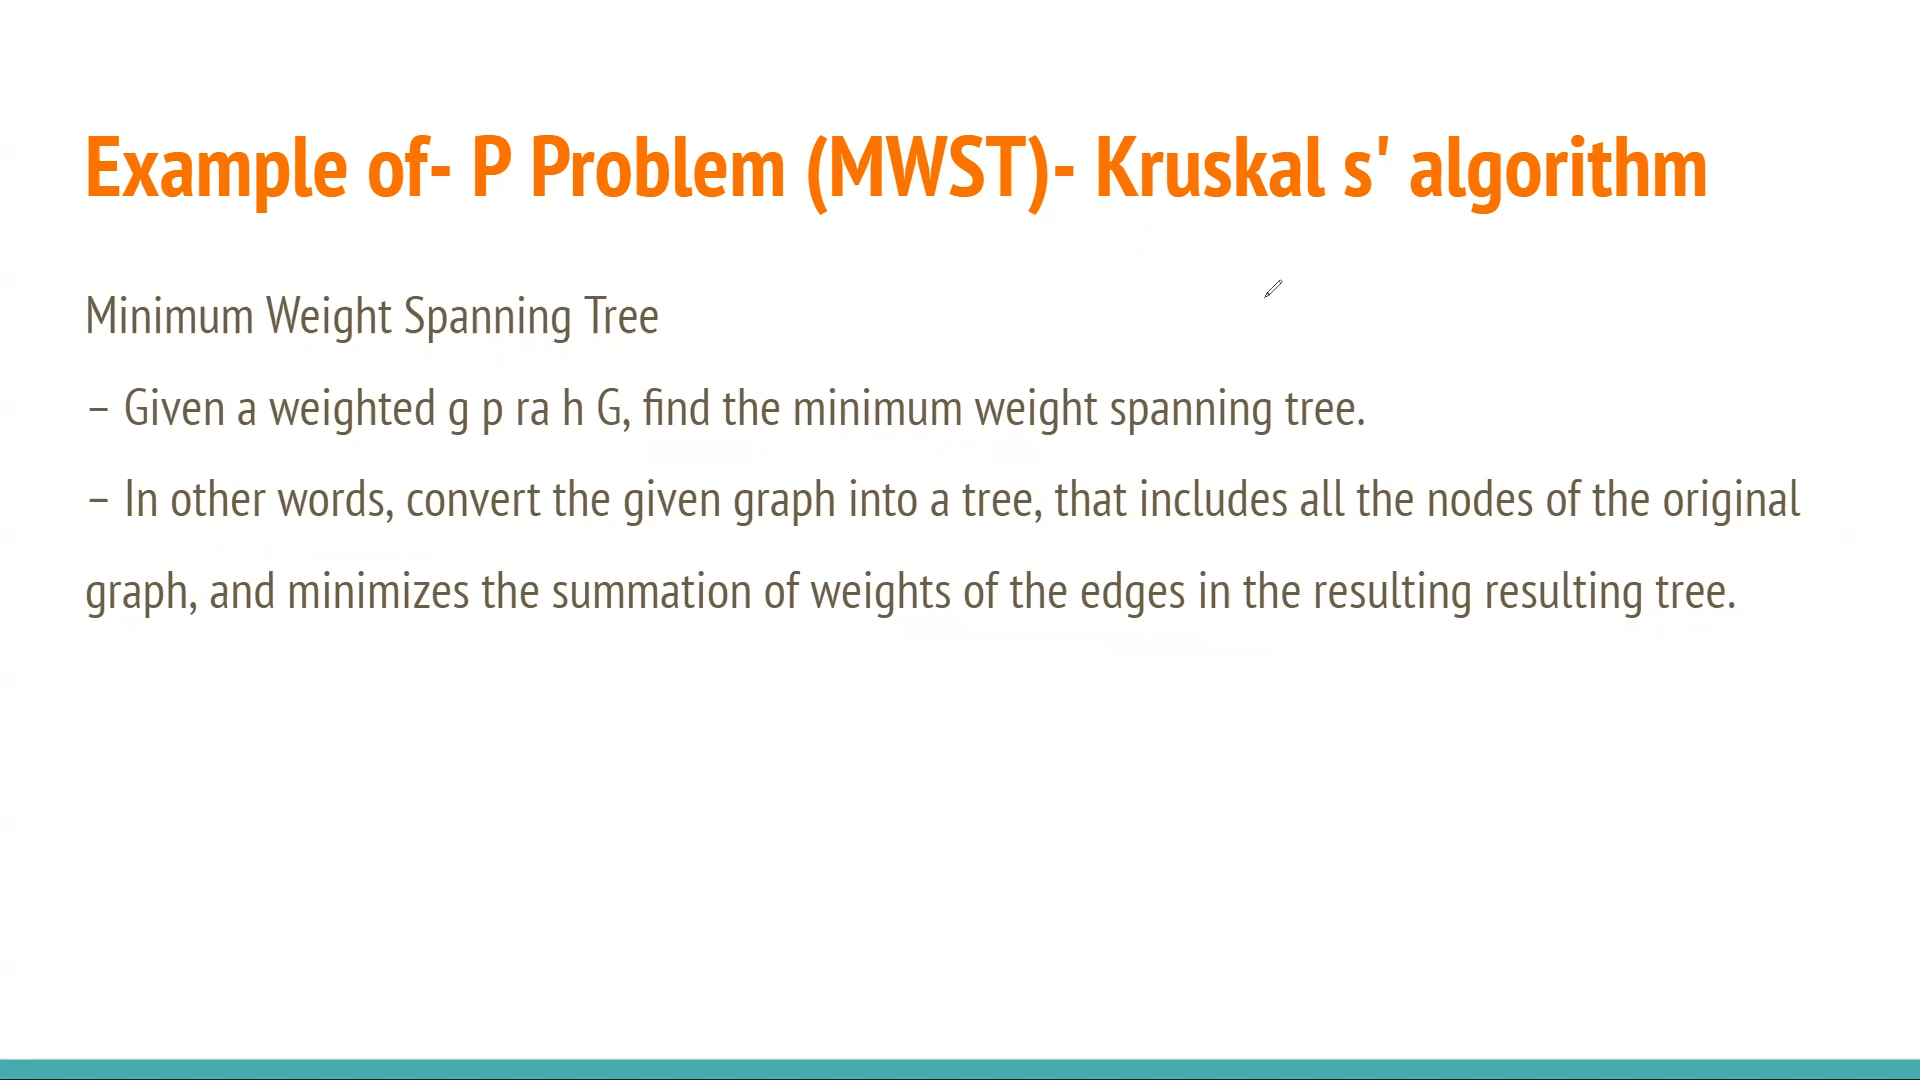 Example of- P Problem (MWST)- Kruskal s' algorithm
Minimum Weight Spanning Tree
– Given a weighted g p ra h G, find the minimum weight spanning tree.
– In other words, convert the given graph into a tree, that includes all the nodes of the original
graph, and minimizes the summation of weights of the edges in the resulting resulting tree.